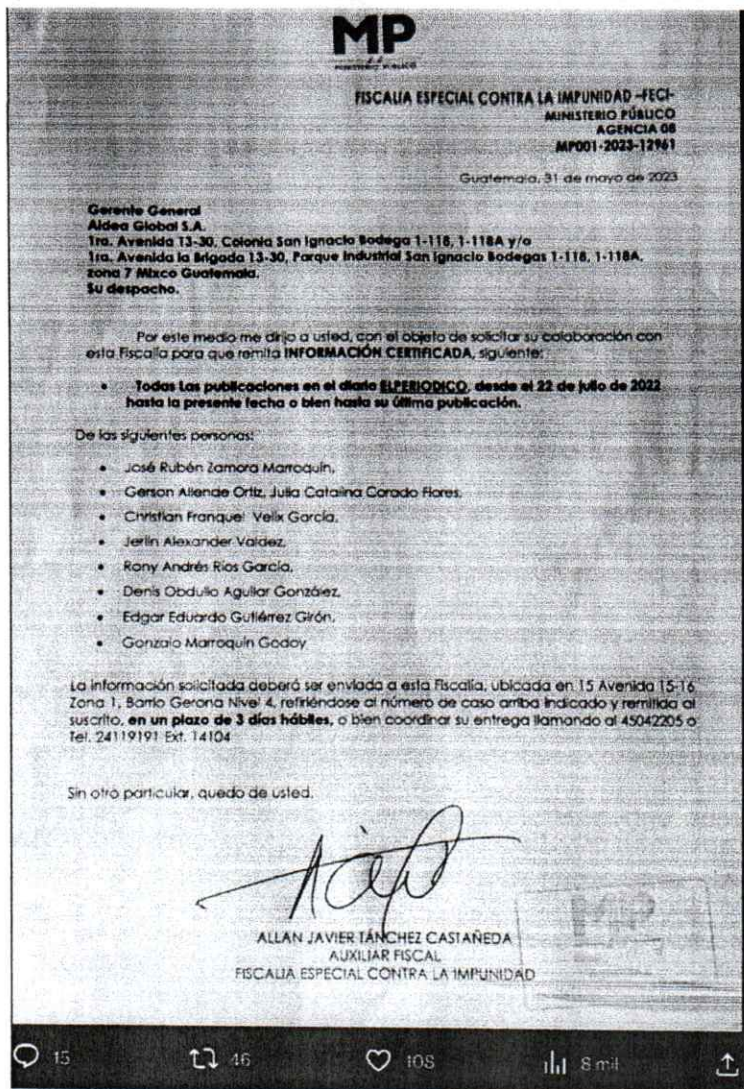 MP
MINISTERIO PÚBLICO
FISCALIA ESPECIAL CONTRA LA IMPUNIDAD –FECI-
MINISTERIO PÚBLICO
AGENCIA 08
MP001-2023-12961
Guatemala, 31 de mayo de 2023
Gerente General
Aldea Global S.A.
1ra. Avenida 13-30, Colonia San Ignacio Bodega 1-118, 1-118A y/o
1ra. Avenida la Brigada 13-30, Parque Industrial San Ignacio Bodegas 1-118, 1-118A,
zona 7 Mixco Guatemala.
Su despacho.
Por este medio me dirijo a usted, con el objeto de solicitar su colaboración con
esta Fiscalía para que remita INFORMACIÓN CERTIFICADA, siguiente:
• Todas Las publicaciones en el diario ELPERIODICO, desde el 22 de julio de 2022
hasta la presente fecha o bien hasta su última publicación.
De las siguientes personas:
• José Rubén Zamora Marroquín,
• Gerson Allende Ortiz, Julia Catalina Corado Flores,
• Christian Franquel Velix García,
• Jerlin Alexander Valdez,
• Rony Andrés Ríos García,
• Denis Obdulio Aguilar González,
• Edgar Eduardo Gutiérrez Girón,
• Gonzalo Marroquín Godoy
La información solicitada deberá ser enviada a esta Fiscalía, ubicada en 15 Avenida 15-16
Zona 1, Barrio Gerona Nivel 4, refiriéndose al número de caso arriba indicado y remitida al
suscrito, en un plazo de 3 días hábiles, o bien coordinar su entrega llamando al 45042205 o
Tel. 24119191 Ext. 14104
Sin otro particular, quedo de usted.
ALLAN JAVIER TÁNCHEZ CASTAÑEDA
AUXILIAR FISCAL
FISCALIA ESPECIAL CONTRA LA IMPUNIDAD
MP
15 46 108 8 mil